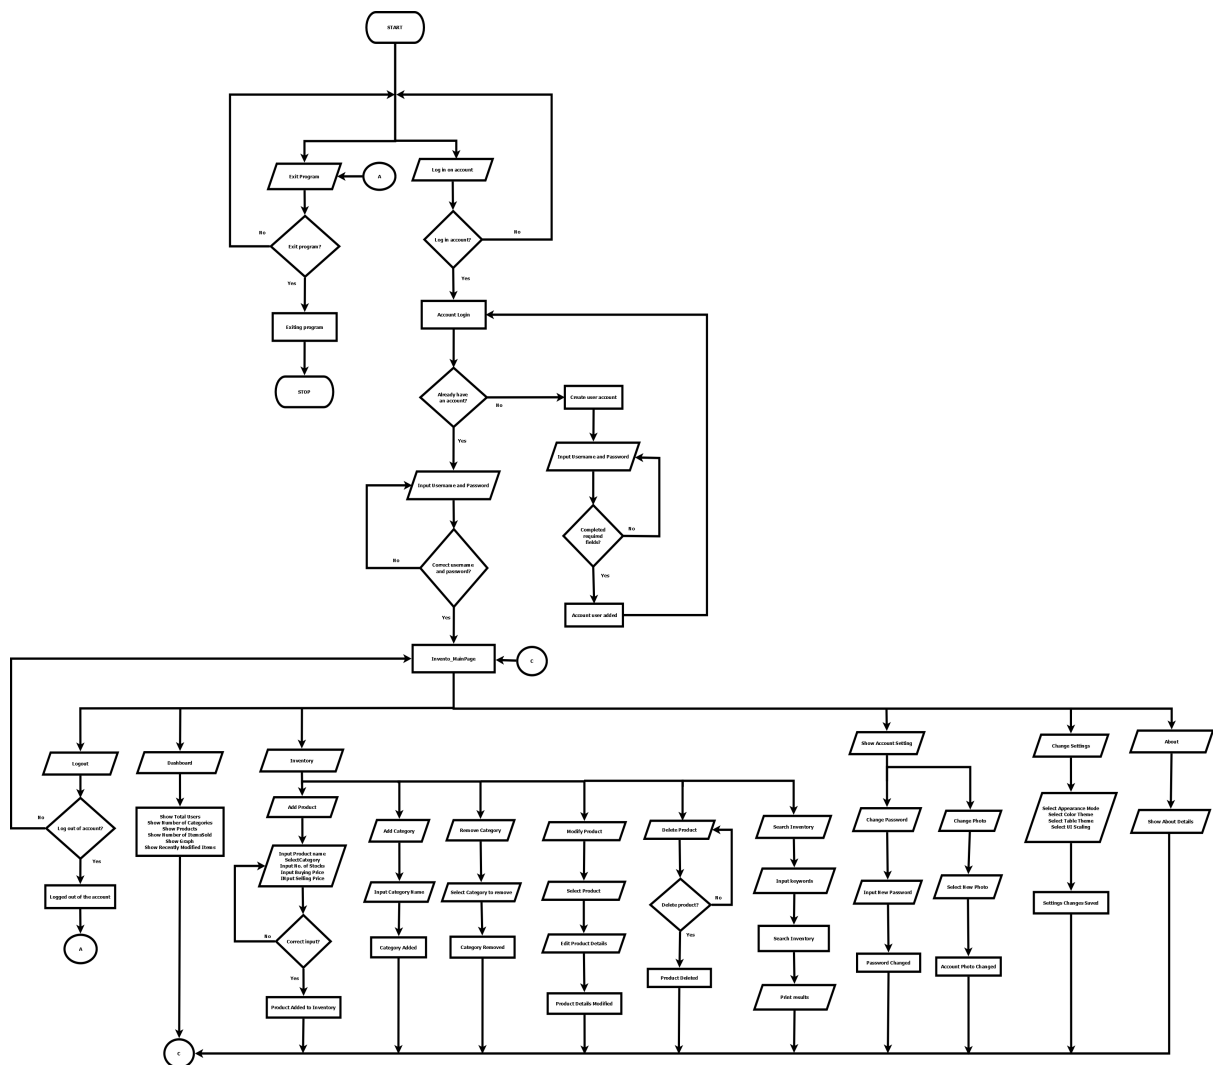 START
Exit Program
A
Log in on account
Exit program?
No
Yes
Log in account?
No
Yes
Exiting program
STOP
Account Login
Already have
an account?
No
Yes
Create user account
Input Username and Password
Completed
required
fields?
No
Yes
Account user added
Input Username and Password
Correct username
and password?
No
Yes
Invento_MainPage
C
Logout
Log out of account?
No
Yes
Logged out of the account
A
Dashboard
Show Total Users
Show Number of Categories
Show Products
Show Number of ItemsSold
Show Graph
Show Recently Modified Items
C
Inventory
Add Product
Input Product name
SelectCategory
Input No. of Stocks
Input Buying Price
INput Selling Price
Correct input?
No
Yes
Product Added to Inventory
Add Category
Input Category Name
Category Added
Remove Category
Select Category to remove
Category Removed
Modify Product
Select Product
Edit Product Details
Product Details Modified
Delete Product
Delete product?
No
Yes
Product Deleted
Search Inventory
Input keywords
Search Inventory
Print results
Show Account Setting
Change Password
Input New Password
Password Changed
Change Photo
Select New Photo
Account Photo Changed
Change Settings
Select Appearance Mode
Select Color Theme
Select Table Theme
Select UI Scaling
Settings Changes Saved
About
Show About Details